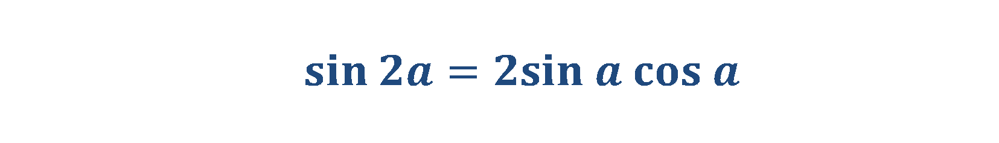 sin 2a = 2sin a cos a